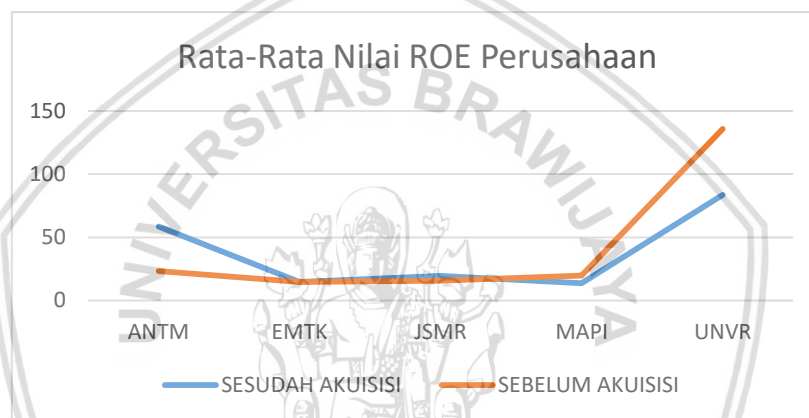 Rata-Rata Nilai ROE Perusahaan
UNIVERSITAS BRAWIJAYA
150
100
50
0
ANTM EMTK JSMR MAPI UNVR
SESUDAH AKUISISI SEBELUM AKUISISI